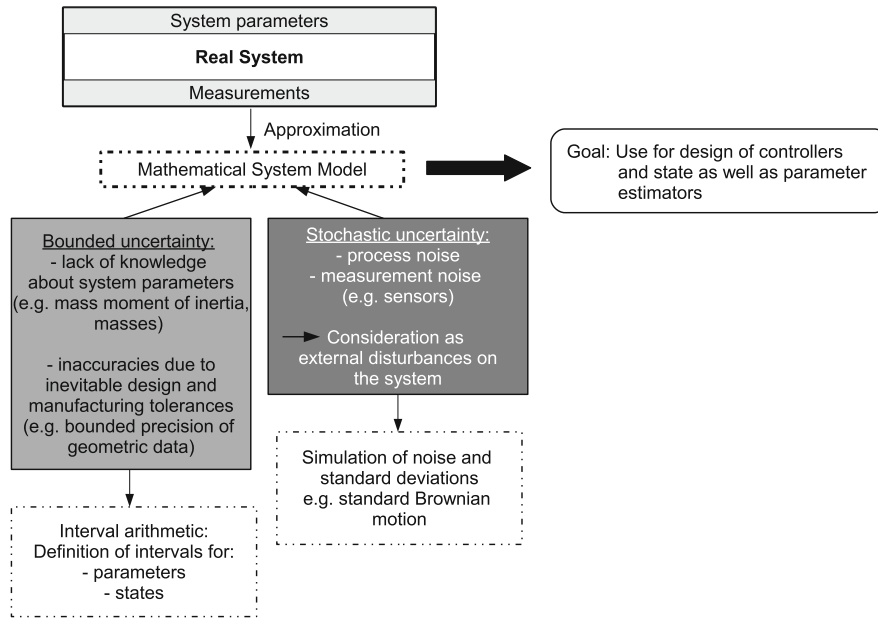 System parameters
Real System
Measurements
Approximation
Mathematical System Model
Goal: Use for design of controllers
and state as well as parameter
estimators
Bounded uncertainty:
- lack of knowledge
about system parameters
(e.g. mass moment of inertia,
masses)
- inaccuracies due to
inevitable design and
manufacturing tolerances
(e.g. bounded precision of
geometric data)
Stochastic uncertainty:
- process noise
- measurement noise
(e.g. sensors)
Consideration as
external disturbances on
the system
Simulation of noise and
standard deviations
e.g. standard Brownian
motion
Interval arithmetic:
Definition of intervals for:
- parameters
- states